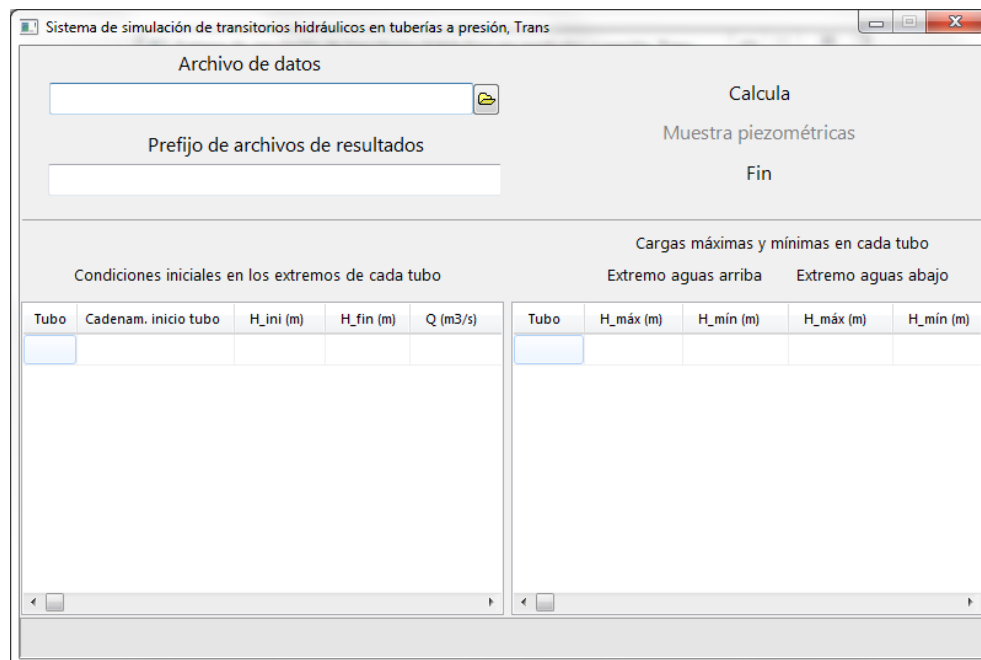 Sistema de simulación de transitorios hidráulicos en tuberías a presión, Trans
Archivo de datos
Calcula
Muestra piezométricas
Prefijo de archivos de resultados
Fin
Cargas máximas y mínimas en cada tubo
Condiciones iniciales en los extremos de cada tubo
Extremo aguas arriba Extremo aguas abajo
Tubo Cadenam. inicio tubo H_ini (m) H_fin (m) Q (m3/s)
Tubo H_máx (m) H_mín (m) H_máx (m) H_mín (m)